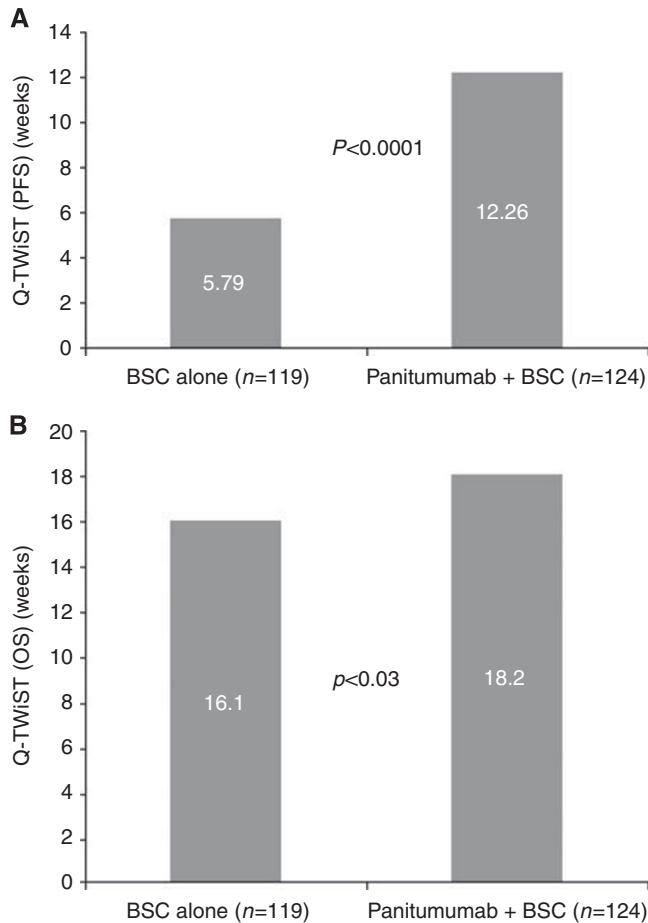 A
Q-TWiST (PFS) (weeks)
14
12
10
8
6
4
2
0
P<0.0001
5.79
12.26
BSC alone (n=119)
Panitumumab + BSC (n=124)
B
Q-TWiST (OS) (weeks)
20
18
16
14
12
10
8
6
4
2
0
p<0.03
16.1
18.2
BSC alone (n=119)
Panitumumab + BSC (n=124)